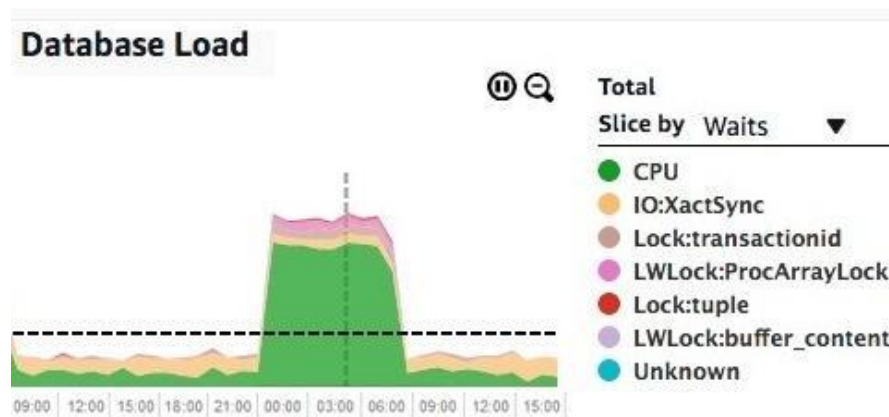 Database Load
Total
Slice by Waits
CPU
IO:XactSync
Lock:transactionid
LWLock:ProcArrayLock
Lock:tuple
LWLock:buffer_content
Unknown
09:00 12:00 15:00 18:00 21:00 00:00 03:00 06:00 09:00 12:00 15:00